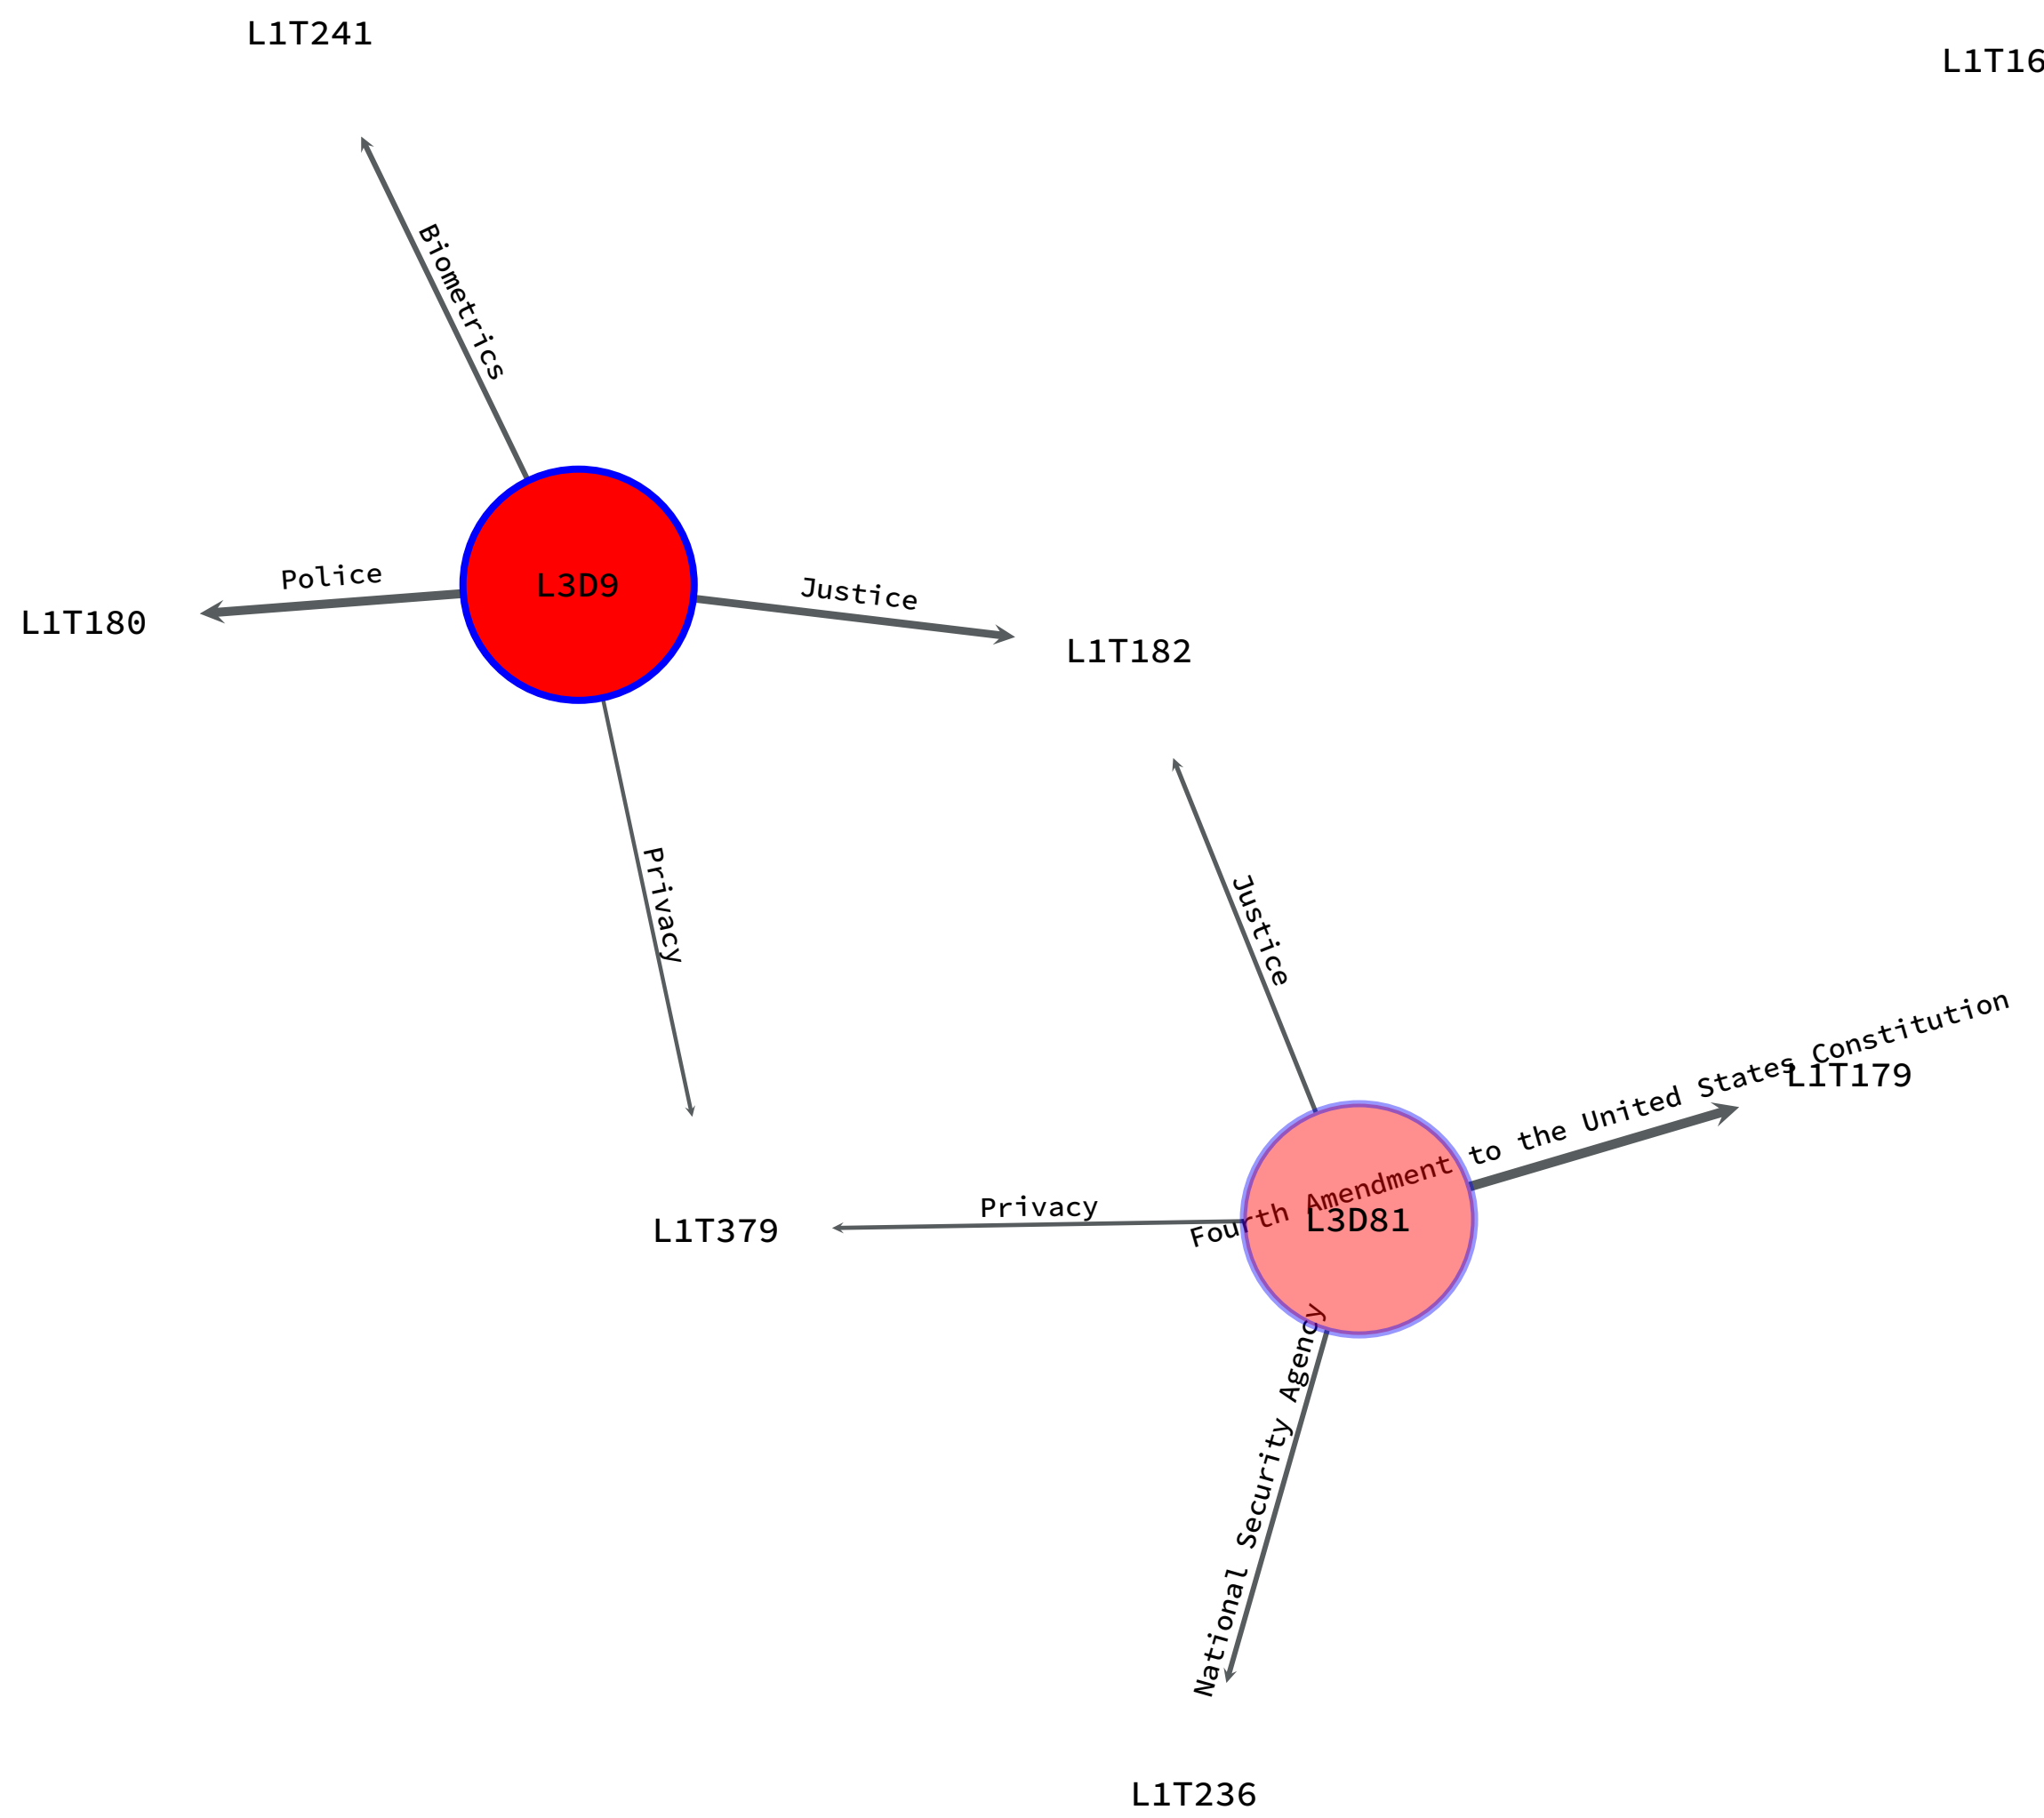 L1T241
L1T16
Biometrics
Police
L3D9
Justice
L1T180
L1T182
Privacy
Justice
Fourth Amendment to the United States Constitution
L1T179
Privacy
L1T379
L3D81
National Security Agency
L1T236